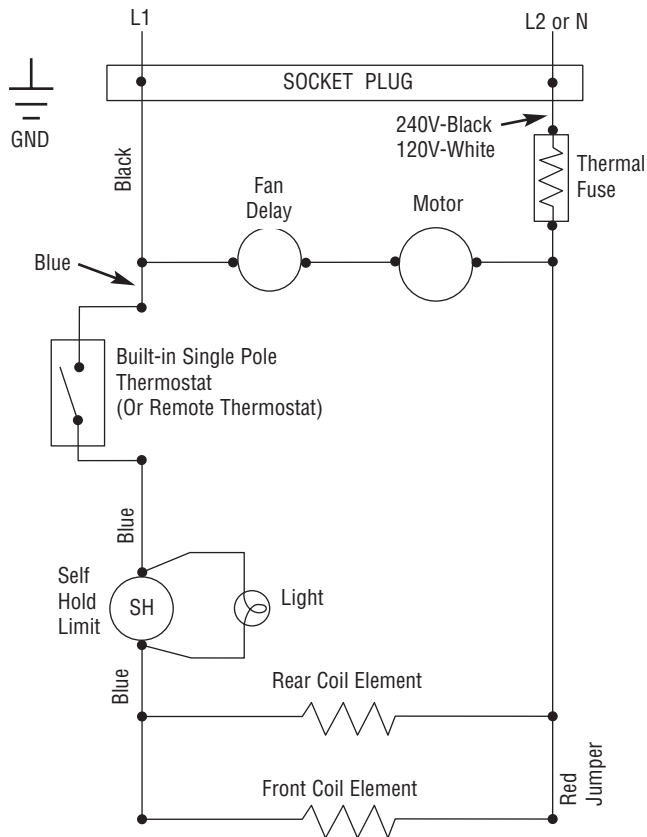 L1
L2 or N
SOCKET PLUG
GND
240V-Black
120V-White
Black
Thermal
Fuse
Fan
Delay
Motor
Blue
Built-in Single Pole
Thermostat
(Or Remote Thermostat)
Blue
Self
Hold
Limit
SH
Light
Blue
Rear Coil Element
Front Coil Element
Red
Jumper